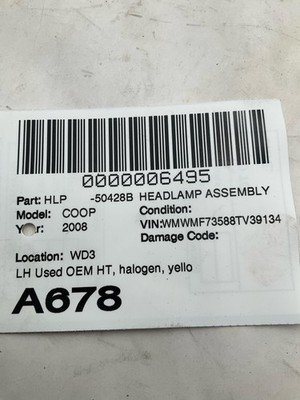 0000006495
Part: HLP -50428B HEADLAMP ASSEMBLY
Model: COOP Condition:
Year: 2008 VIN:WMWMF73588TV39134
Damage Code:
Location: WD3
LH Used OEM HT, halogen, yello
A678